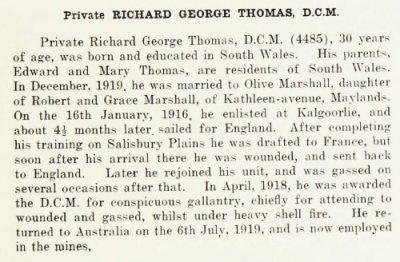 Private RICHARD GEORGE THOMAS, D.C.M.
Private Richard George Thomas, D.C.M. (4485), 30 years
of age, was born and educated in South Wales. His parents,
Edward and Mary Thomas, are residents of South Wales.
In December, 1919, he was married to Olive Marshall, daughter
of Robert and Grace Marshall, of Kathleen-avenue, Maylands.
On the 16th January, 1916, he enlisted at Kalgoorlie, and
about 4½ months later sailed for England. After completing
his training on Salisbury Plains he was drafted to France, but
soon after his arrival there he was wounded, and sent back
to England. Later he rejoined his unit, and was gassed on
several occasions after that. In April, 1918, he was awarded
the D.C.M. for conspicuous gallantry, chiefly for attending to
wounded and gassed, whilst under heavy shell fire. He re-
turned to Australia on the 6th July, 1919, and is now employed
in the mines,